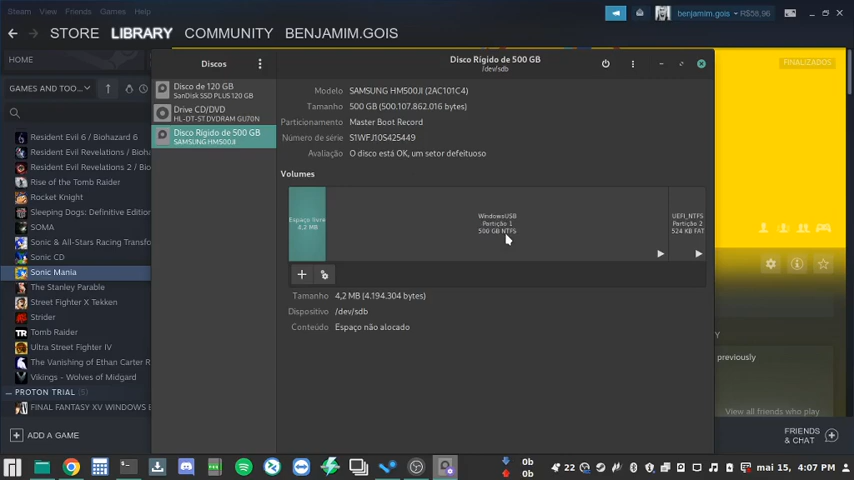 Steam View Friends Games Help
benjamim.gois R$58,96
STORE LIBRARY COMMUNITY BENJAMIM.GOIS
HOME
GAMES AND TOO...
Resident Evil 6 / Biohazard 6
Resident Evil Revelations / Bioha
Resident Evil Revelations 2 / Bio
Rise of the Tomb Raider
Rocket Knight
Sleeping Dogs: Definitive Edition
SOMA
Sonic & All-Stars Racing Transfo
Sonic CD
Sonic Mania
The Stanley Parable
Street Fighter X Tekken
Strider
Tomb Raider
Ultra Street Fighter IV
The Vanishing of Ethan Carter R
Vikings - Wolves of Midgard
PROTON TRIAL (5)
FINAL FANTASY XV WINDOWS E
ADD A GAME
Discos
Disco de 120 GB
SanDisk SSD PLUS 120 GB
Drive CD/DVD
HL-DT-ST DVDRAM GU70N
Disco Rígido de 500 GB
SAMSUNG HM500JI
Disco Rígido de 500 GB
/dev/sdb
Modelo SAMSUNG HM500JI (2AC101C4)
Tamanho 500 GB (500.107.862.016 bytes)
Particionamento Master Boot Record
Número de série S1WFJ10S425449
Avaliação O disco está OK, um setor defeituoso
Volumes
Espaço livre
4,2 MB
WindowsUSB
Partição 1
500 GB NTFS
UEFI_NTFS
Partição 2
524 KB FAT
Tamanho 4,2 MB (4.194.304 bytes)
Dispositivo /dev/sdb
Conteúdo Espaço não alocado
FINALIZADOS
Y
previously
View all friends who play
FRIENDS
& CHAT
0b
0b
22
mai 15, 4:07 PM